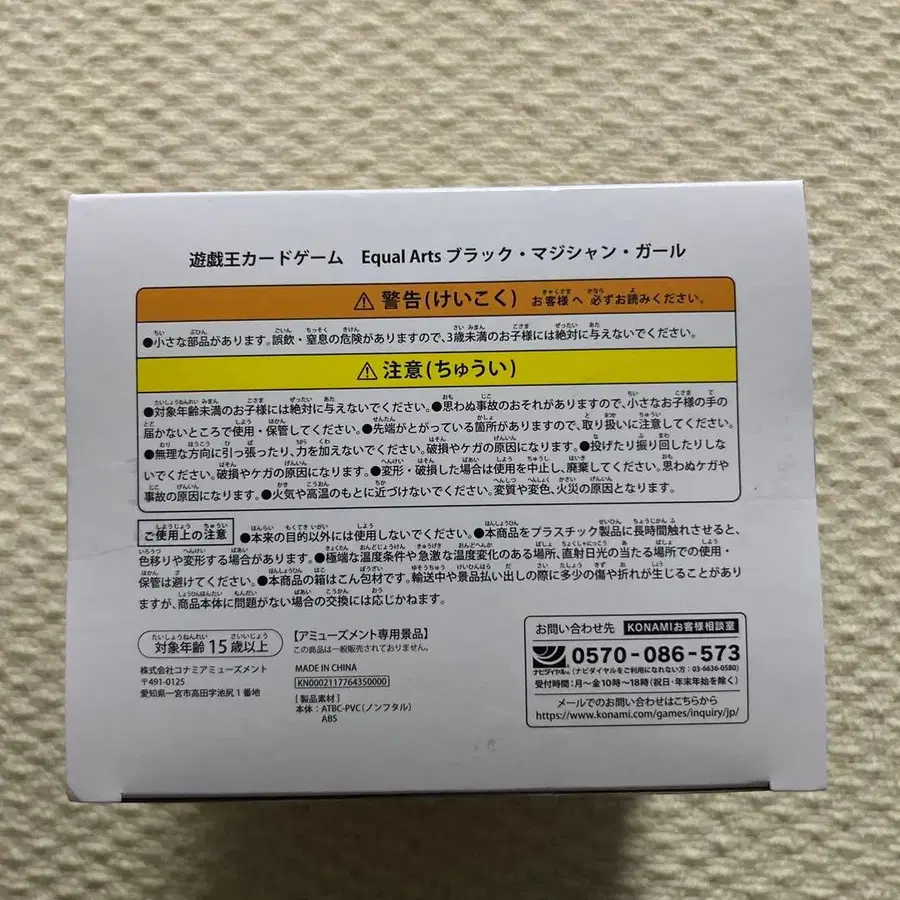 遊戯王カードゲーム Equal Arts ブラック・マジシャン・ガール
⚠ 警告(けいこく) お客様へ 必ずお読みください。
●小さな部品があります。誤飲・窒息の危険がありますので、3歳未満のお子様には絶対に与えないでください。
⚠ 注意(ちゅうい)
●対象年齢未満のお子様には絶対に与えないでください。●思わぬ事故のおそれがありますので、小さなお子様の手の
届かないところで使用・保管してください。●先端がとがっている箇所がありますので、取り扱いに注意してください。
●無理な方向に引っ張ったり、力を加えないでください。破損やケガの原因になります。●投げたり振り回したりしな
いでください。破損やケガの原因になります。●変形・破損した場合は使用を中止し、廃棄してください。思わぬケガや
事故の原因になります。●火気や高温のもとに近づけないでください。変質や変色、火災の原因となります。
ご使用上の注意 ●本来の目的以外には使用しないでください。●本商品をプラスチック製品に長時間触れさせると、
色移りや変形する場合があります。●極端な温度条件や急激な温度変化のある場所、直射日光の当たる場所での使用・
保管は避けてください。●本商品の箱はこん包材です。輸送中や景品払い出しの際に多少の傷や折れが生じることがあり
ますが、商品本体に問題がない場合の交換には応じかねます。
対象年齢 15歳以上
株式会社コナミアミューズメント
〒491-0125
愛知県一宮市高田字池尻1番地
【アミューズメント専用景品】
この商品は一般販売されておりません。
MADE IN CHINA
KN0002117764350000
[製品素材]
本体:ATBC-PVC(ノンフタル)
ABS
お問い合わせ先 KONAMIお客様相談室
ナビダイヤル® 0570-086-573
(ナビダイヤルをご利用になれない方:03-6636-0580)
受付時間:月～金10時～18時(祝日・年末年始を除く)
メールでのお問い合わせはこちらから
https://www.konami.com/games/inquiry/jp/